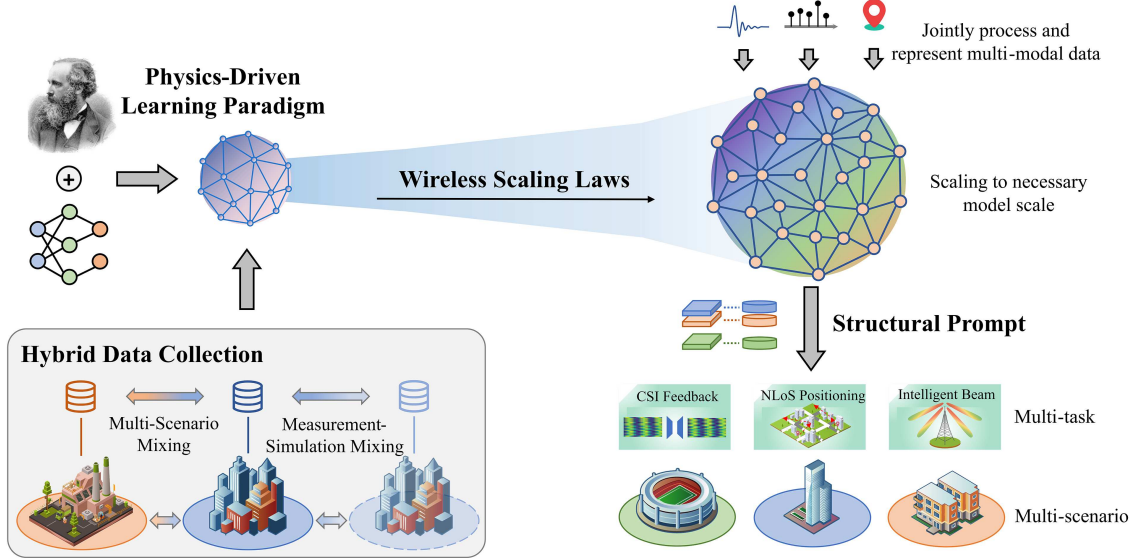 Physics-Driven
Learning Paradigm
Jointly process and
represent multi-modal data
Wireless Scaling Laws
Scaling to necessary
model scale
Hybrid Data Collection
Multi-Scenario
Mixing
Measurement-
Simulation Mixing
Structural Prompt
CSI Feedback
NLoS Positioning
Intelligent Beam
Multi-task
Multi-scenario